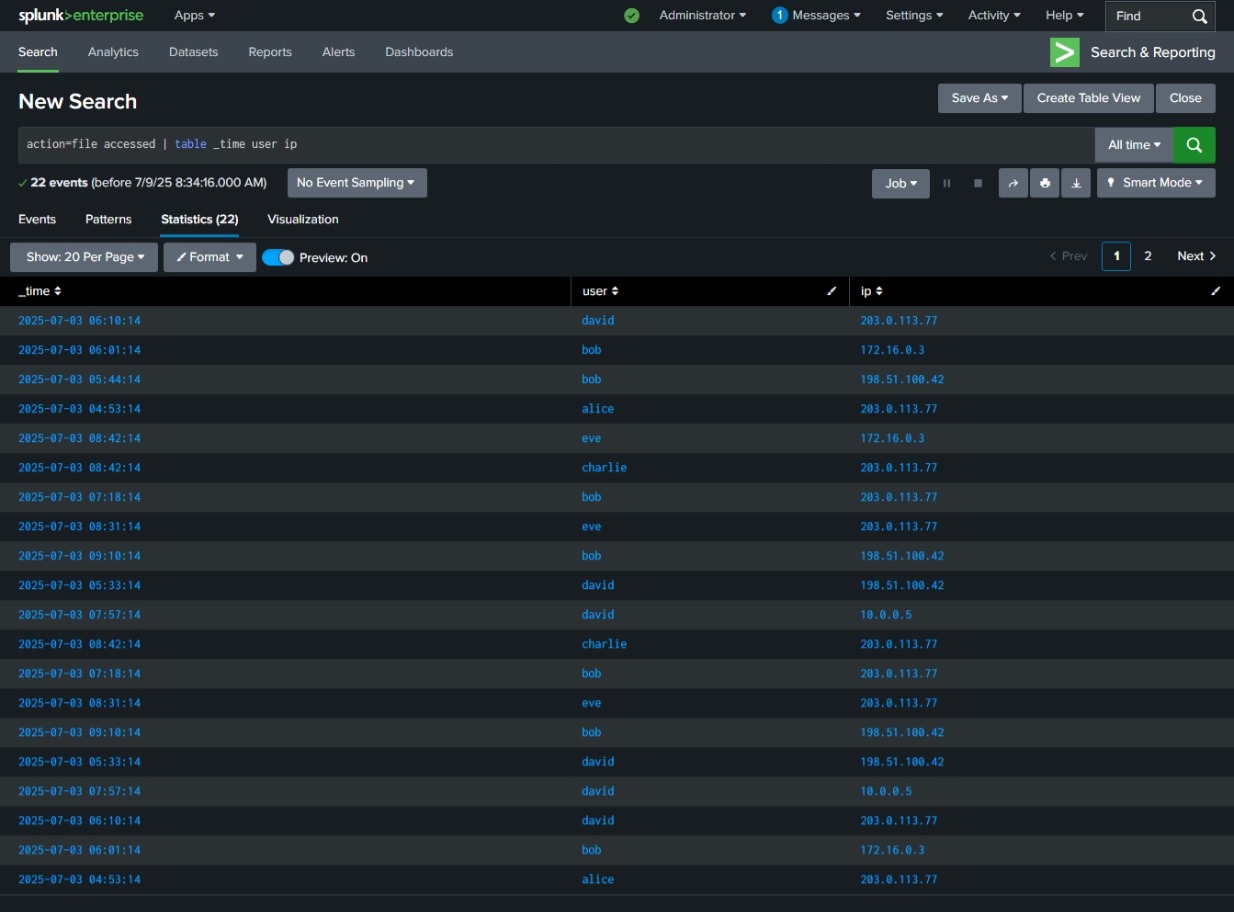 splunk>enterprise Apps Administrator 1 Messages Settings Activity Help Find
Search Analytics Datasets Reports Alerts Dashboards > Search & Reporting
New Search Save As Create Table View Close
action=file accessed | table _time user ip All time
22 events (before 7/9/25 8:34:16.000 AM) No Event Sampling Job Smart Mode
Events Patterns Statistics (22) Visualization
Show: 20 Per Page Format Preview: On < Prev 1 2 Next >
_time user ip
2025-07-03 06:10:14 david 203.0.113.77
2025-07-03 06:01:14 bob 172.16.0.3
2025-07-03 05:44:14 bob 198.51.100.42
2025-07-03 04:53:14 alice 203.0.113.77
2025-07-03 08:42:14 eve 172.16.0.3
2025-07-03 08:42:14 charlie 203.0.113.77
2025-07-03 07:18:14 bob 203.0.113.77
2025-07-03 08:31:14 eve 203.0.113.77
2025-07-03 09:10:14 bob 198.51.100.42
2025-07-03 05:33:14 david 198.51.100.42
2025-07-03 07:57:14 david 10.0.0.5
2025-07-03 08:42:14 charlie 203.0.113.77
2025-07-03 07:18:14 bob 203.0.113.77
2025-07-03 08:31:14 eve 203.0.113.77
2025-07-03 09:10:14 bob 198.51.100.42
2025-07-03 05:33:14 david 198.51.100.42
2025-07-03 07:57:14 david 10.0.0.5
2025-07-03 06:10:14 david 203.0.113.77
2025-07-03 06:01:14 bob 172.16.0.3
2025-07-03 04:53:14 alice 203.0.113.77